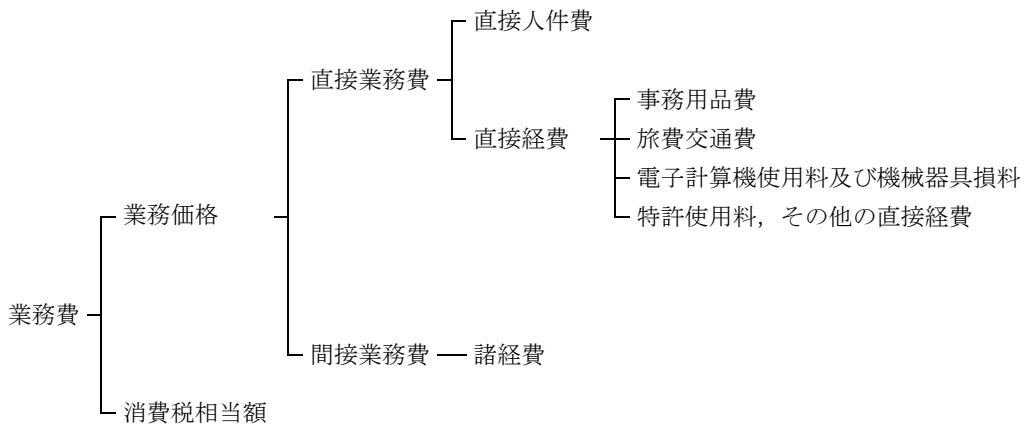 直接人件費
直接業務費
事務用品費
直接経費
旅費交通費
電子計算機使用料及び機械器具損料
業務価格
特許使用料，その他の直接経費
業務費
間接業務費
諸経費
消費税相当額